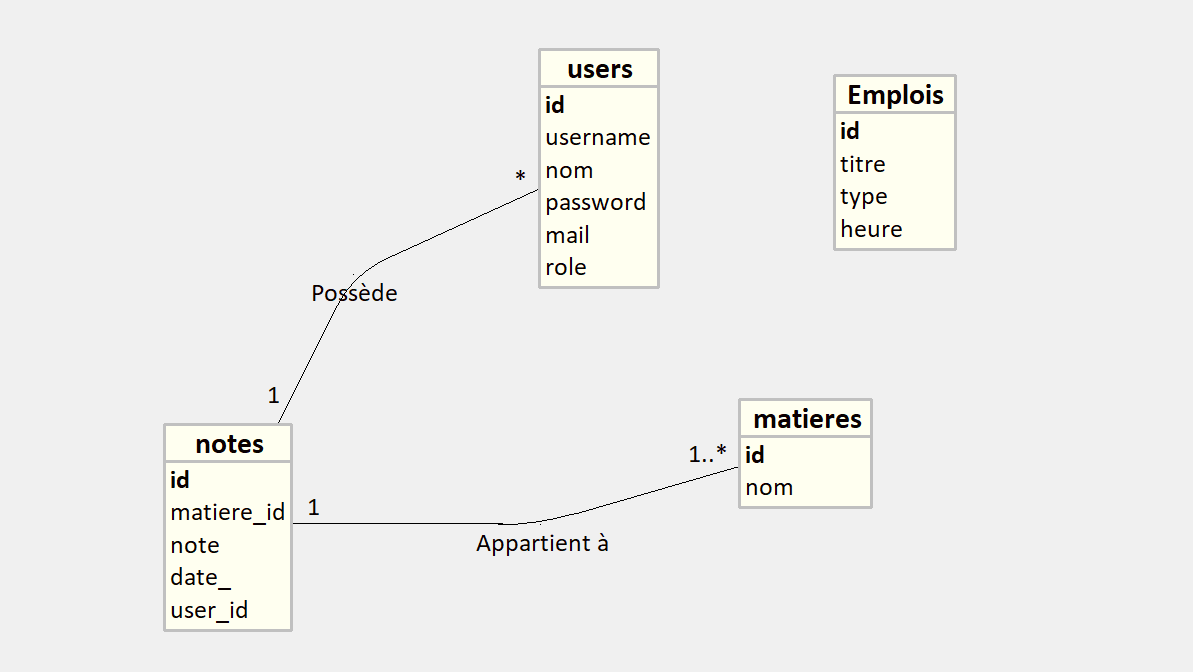 users
id
username
nom
password
mail
role
Emplois
id
titre
type
heure
*
Possède
1
notes
id
matiere_id
note
date_
user_id
1
Appartient à
1..*
matieres
id
nom